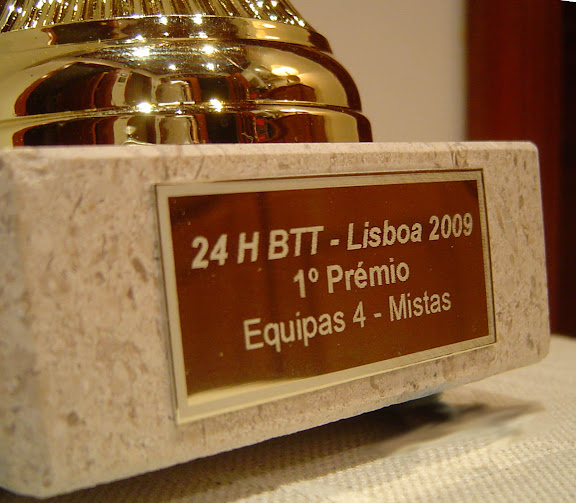 24 H BTT - Lisboa 2009
1º Prémio
Equipas 4 - Mistas